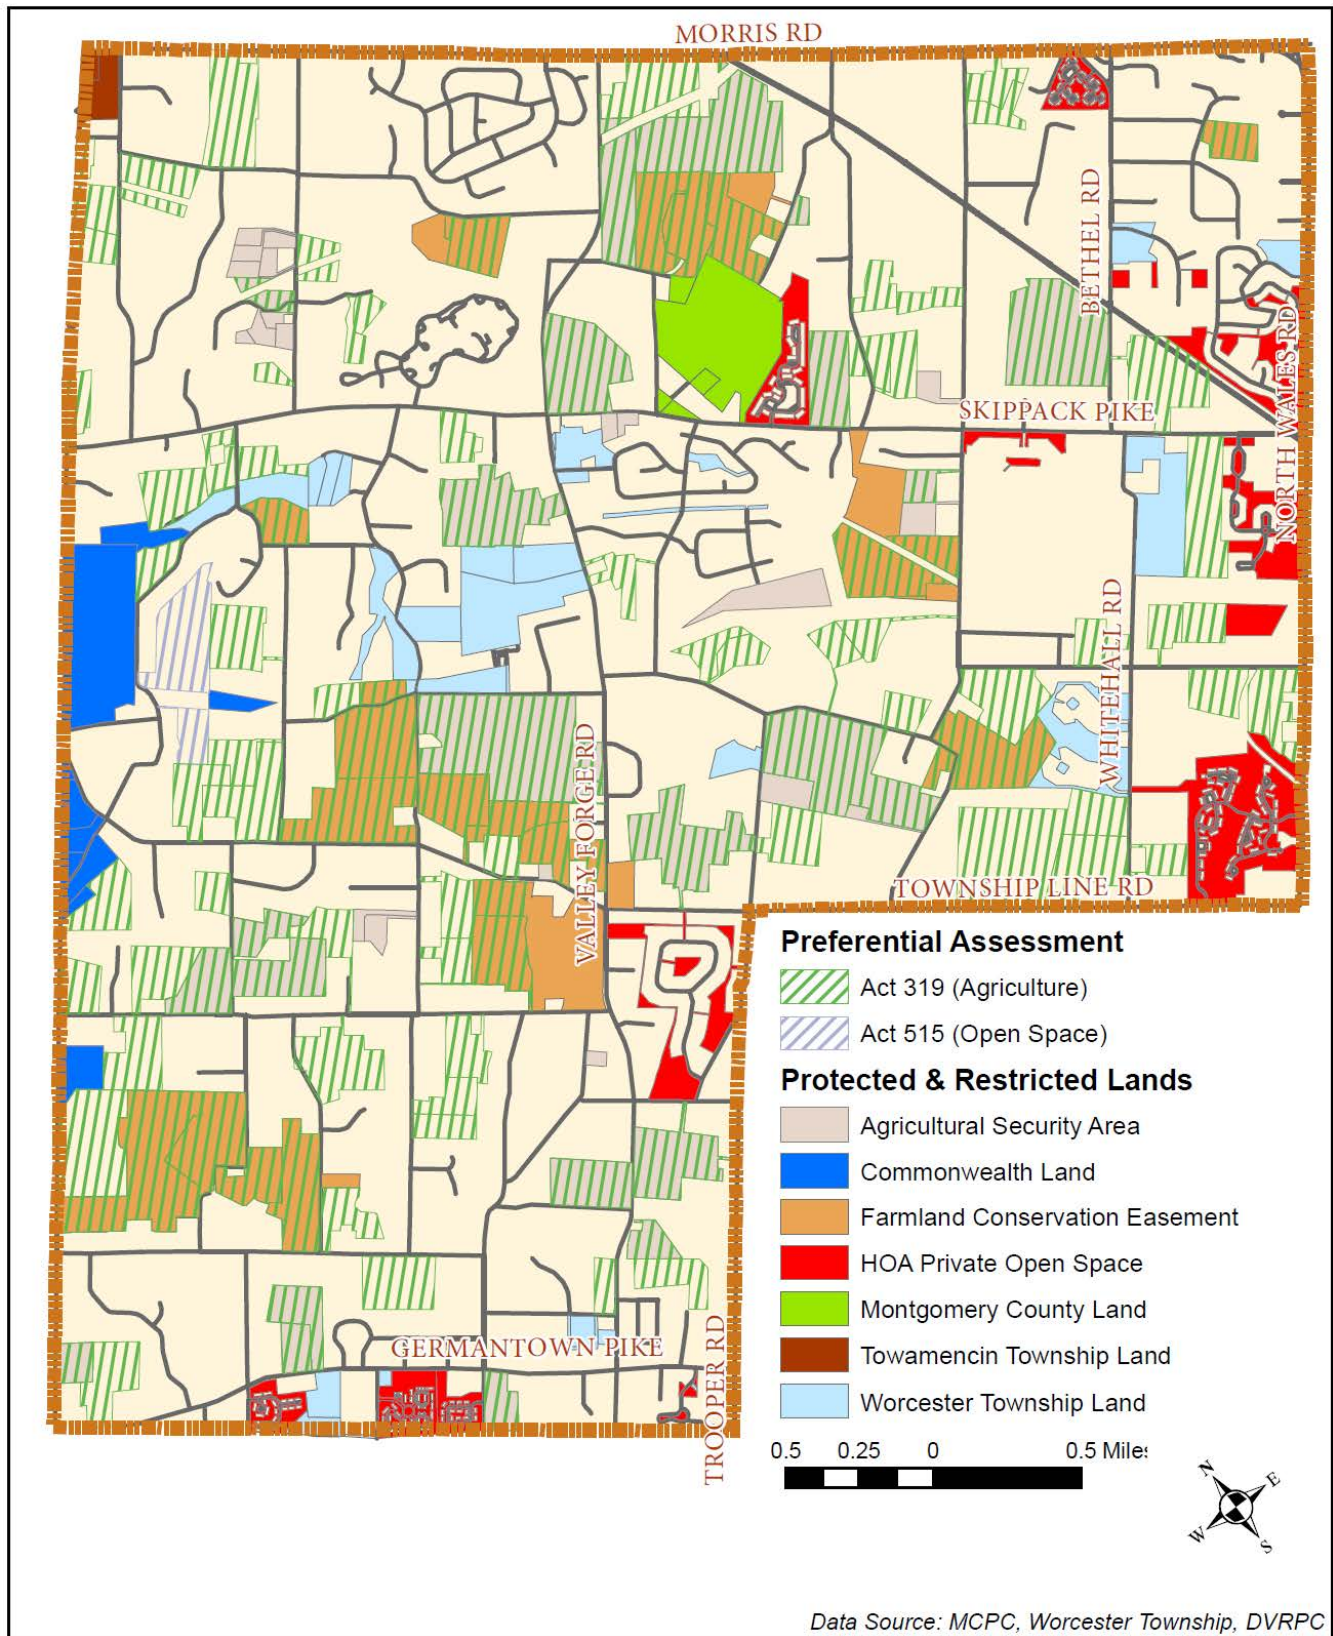 MORRIS RD
BETHEL RD
NORTH WALES RD
SKIPPACK PIKE
WHITEHALL RD
VALLEY FORGE RD
TOWNSHIP LINE RD
Preferential Assessment
Act 319 (Agriculture)
Act 515 (Open Space)
Protected & Restricted Lands
Agricultural Security Area
Commonwealth Land
Farmland Conservation Easement
HOA Private Open Space
Montgomery County Land
Towamencin Township Land
Worcester Township Land
GERMANTOWN PIKE
TROOPER RD
0.5 0.25 0 0.5 Miles
N
E
W
S
Data Source: MCPC, Worcester Township, DVRPC